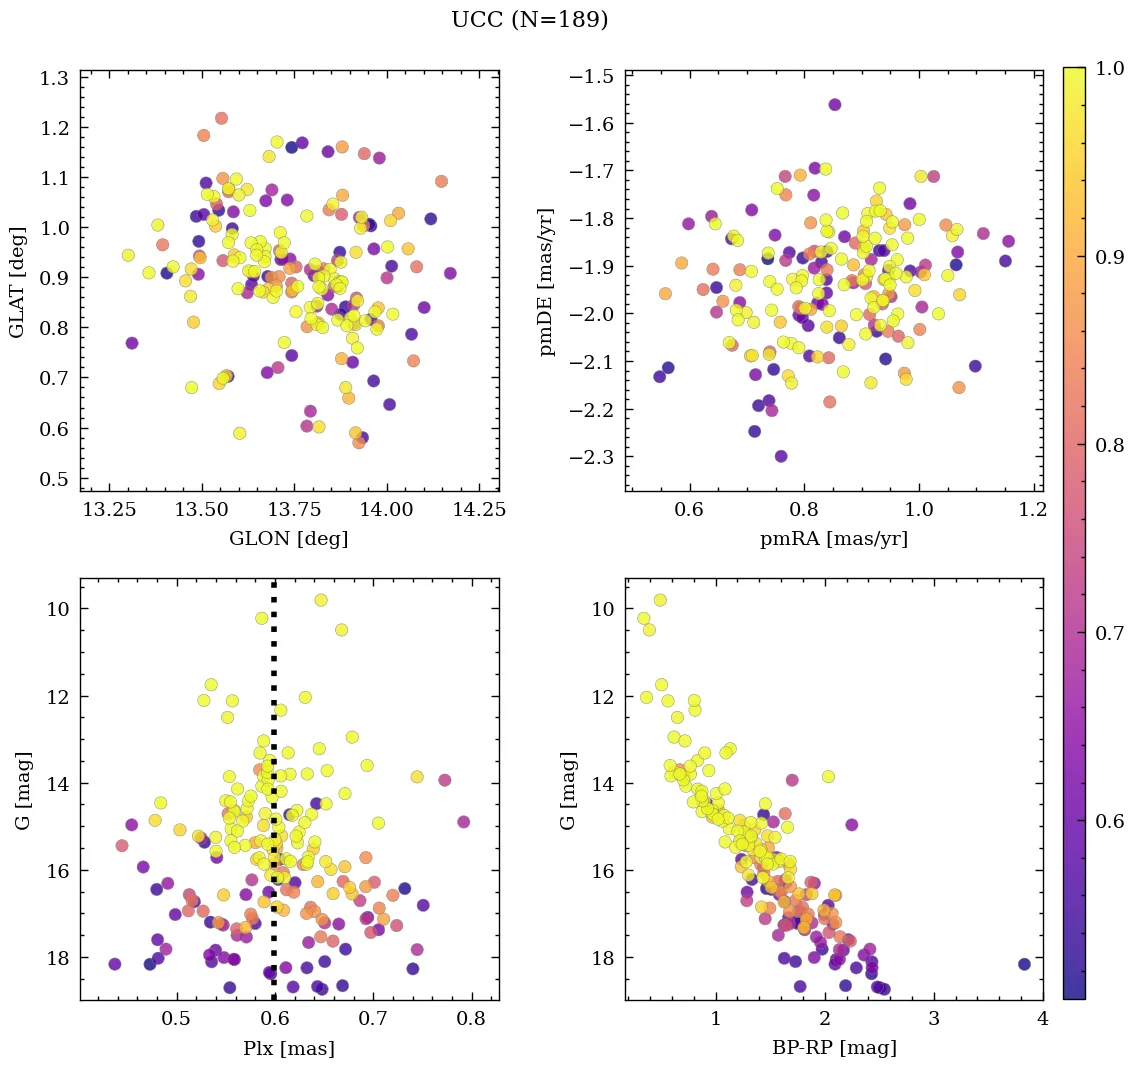 UCC (N=189)
1.3
1.2
1.1
1.0
0.9
0.8
0.7
0.6
0.5
GLAT [deg]
13.25 13.50 13.75 14.00 14.25
GLON [deg]
−1.5
−1.6
−1.7
−1.8
−1.9
−2.0
−2.1
−2.2
−2.3
pmDE [mas/yr]
0.6 0.8 1.0 1.2
pmRA [mas/yr]
10
12
14
16
18
G [mag]
0.5 0.6 0.7 0.8
Plx [mas]
10
12
14
16
18
G [mag]
1 2 3 4
BP-RP [mag]
1.0
0.9
0.8
0.7
0.6